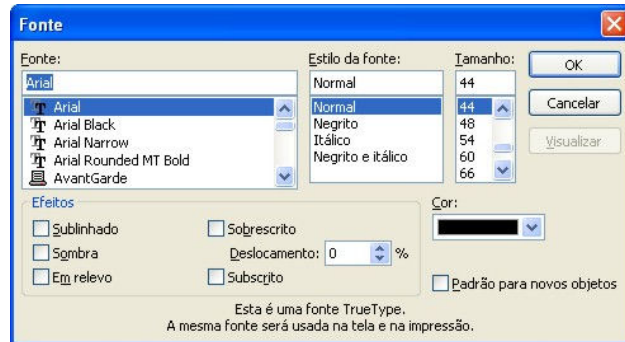 Fonte
Fonte: Estilo da fonte: Tamanho:
Arial Normal 44 OK
Arial Normal 44 Cancelar
Arial Black Negrito 48
Arial Narrow Itálico 54 Visualizar
Arial Rounded MT Bold Negrito e itálico 60
AvantGarde 66
Efeitos Cor:
Sublinhado Sobrescrito
Sombra Deslocamento: 0 %
Em relevo Subscrito Padrão para novos objetos
Esta é uma fonte TrueType.
A mesma fonte será usada na tela e na impressão.